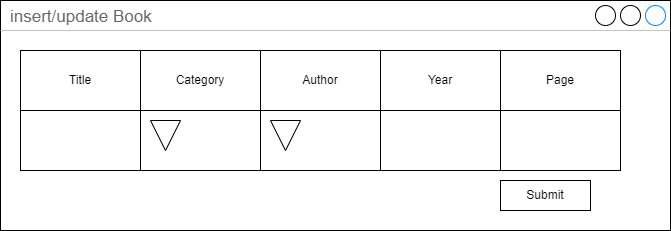 insert/update Book
Title Category Author Year Page
Submit